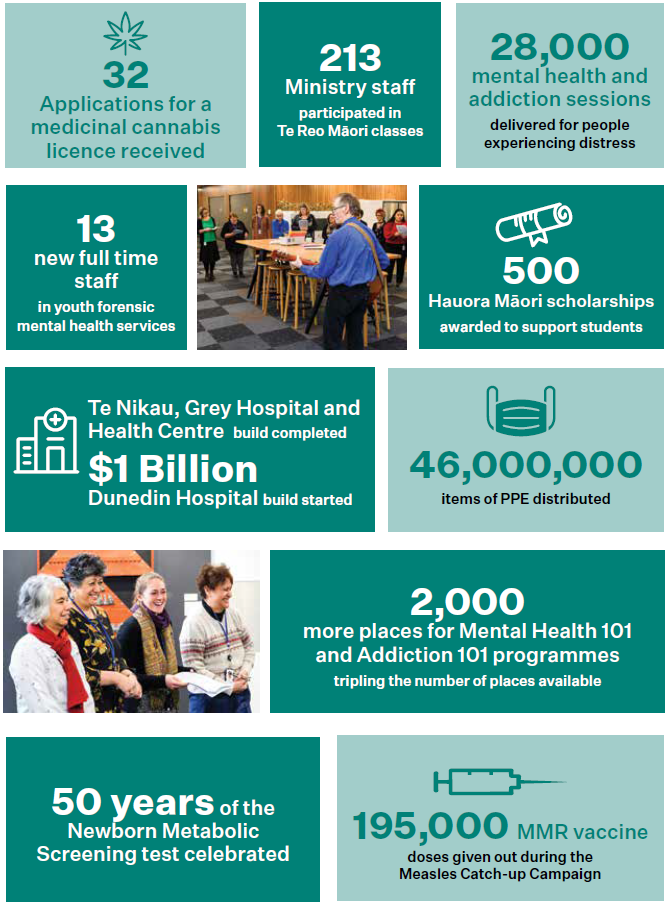 32
Applications for a
medicinal cannabis
licence received
213
Ministry staff
participated in
Te Reo Māori classes
28,000
mental health and
addiction sessions
delivered for people
experiencing distress
13
new full time
staff
in youth forensic
mental health services
500
Hauora Māori scholarships
awarded to support students
Te Nikau, Grey Hospital and
Health Centre build completed
$1 Billion
Dunedin Hospital build started
46,000,000
items of PPE distributed
2,000
more places for Mental Health 101
and Addiction 101 programmes
tripling the number of places available
50 years of the
Newborn Metabolic
Screening test celebrated
195,000 MMR vaccine
doses given out during the
Measles Catch-up Campaign